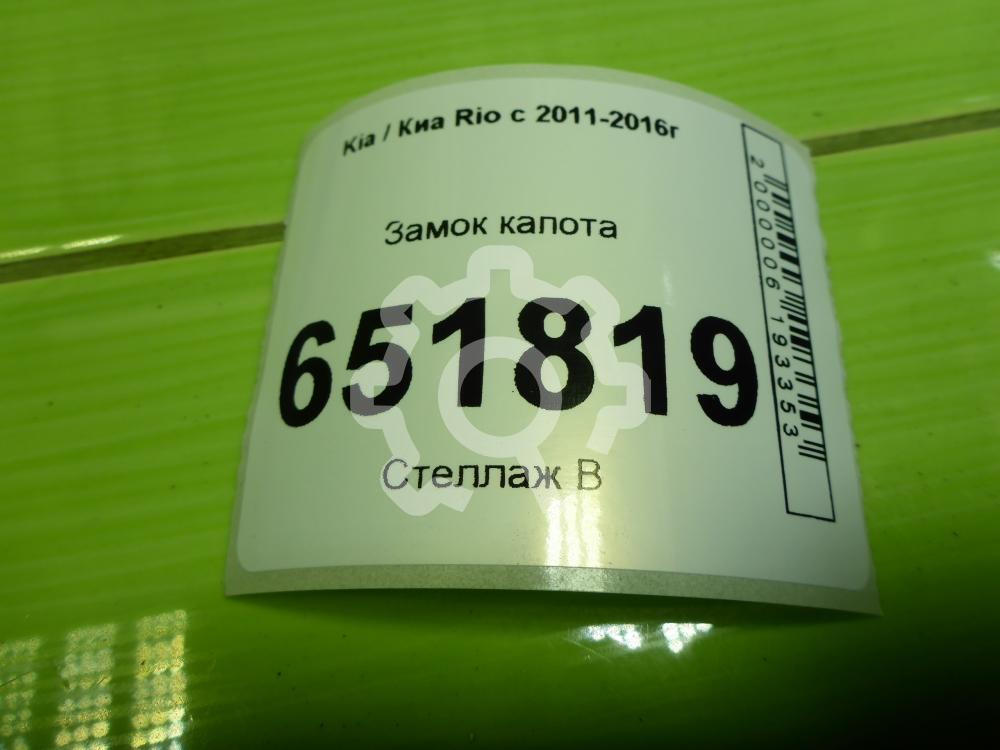 Kia / Киа Rio с 2011-2016г
Замок капота
651819
Стеллаж В
2000006193353